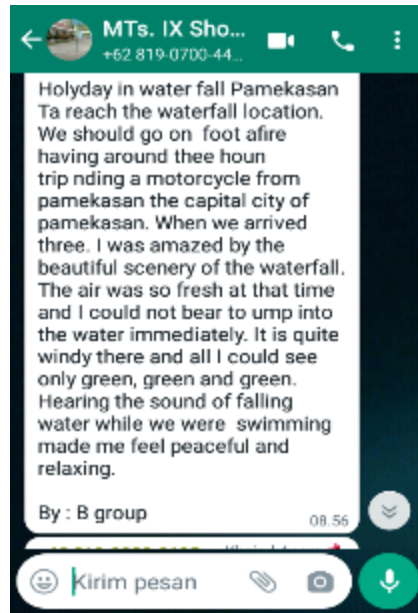 MTs. IX Sho...
+62 819-0700-44...
Holyday in water fall Pamekasan
Ta reach the waterfall location.
We should go on foot afire
having around thee houn
trip nding a motorcycle from
pamekasan the capital city of
pamekasan. When we arrived
three. I was amazed by the
beautiful scenery of the waterfall.
The air was so fresh at that time
and I could not bear to ump into
the water immediately. It is quite
windy there and all I could see
only green, green and green.
Hearing the sound of falling
water while we were swimming
made me feel peaceful and
relaxing.
By : B group
08.56
Kirim pesan